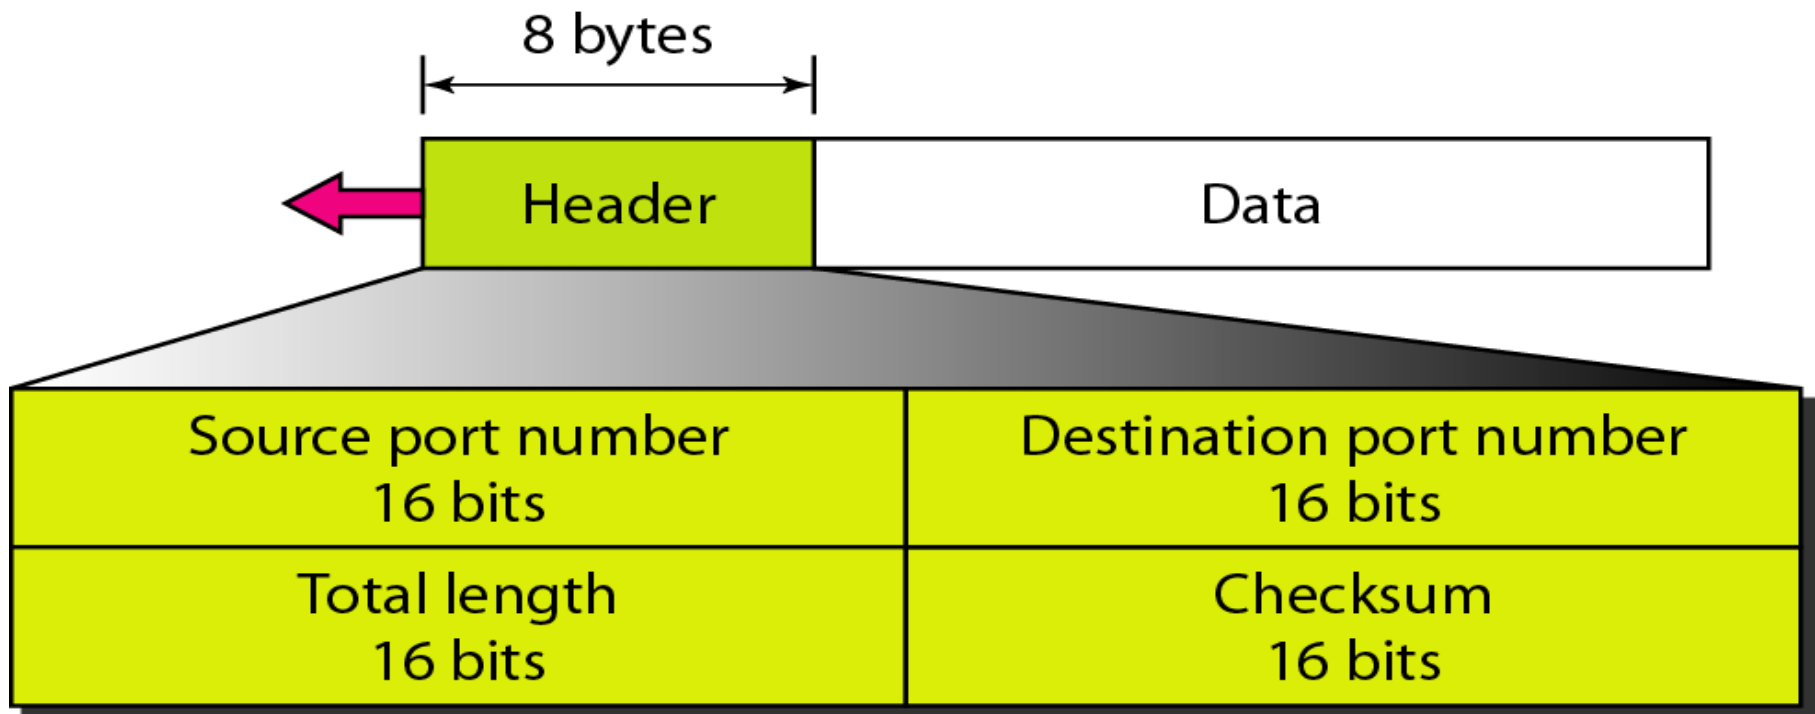 8 bytes
Header
Data
Source port number
16 bits
Destination port number
16 bits
Total length
16 bits
Checksum
16 bits